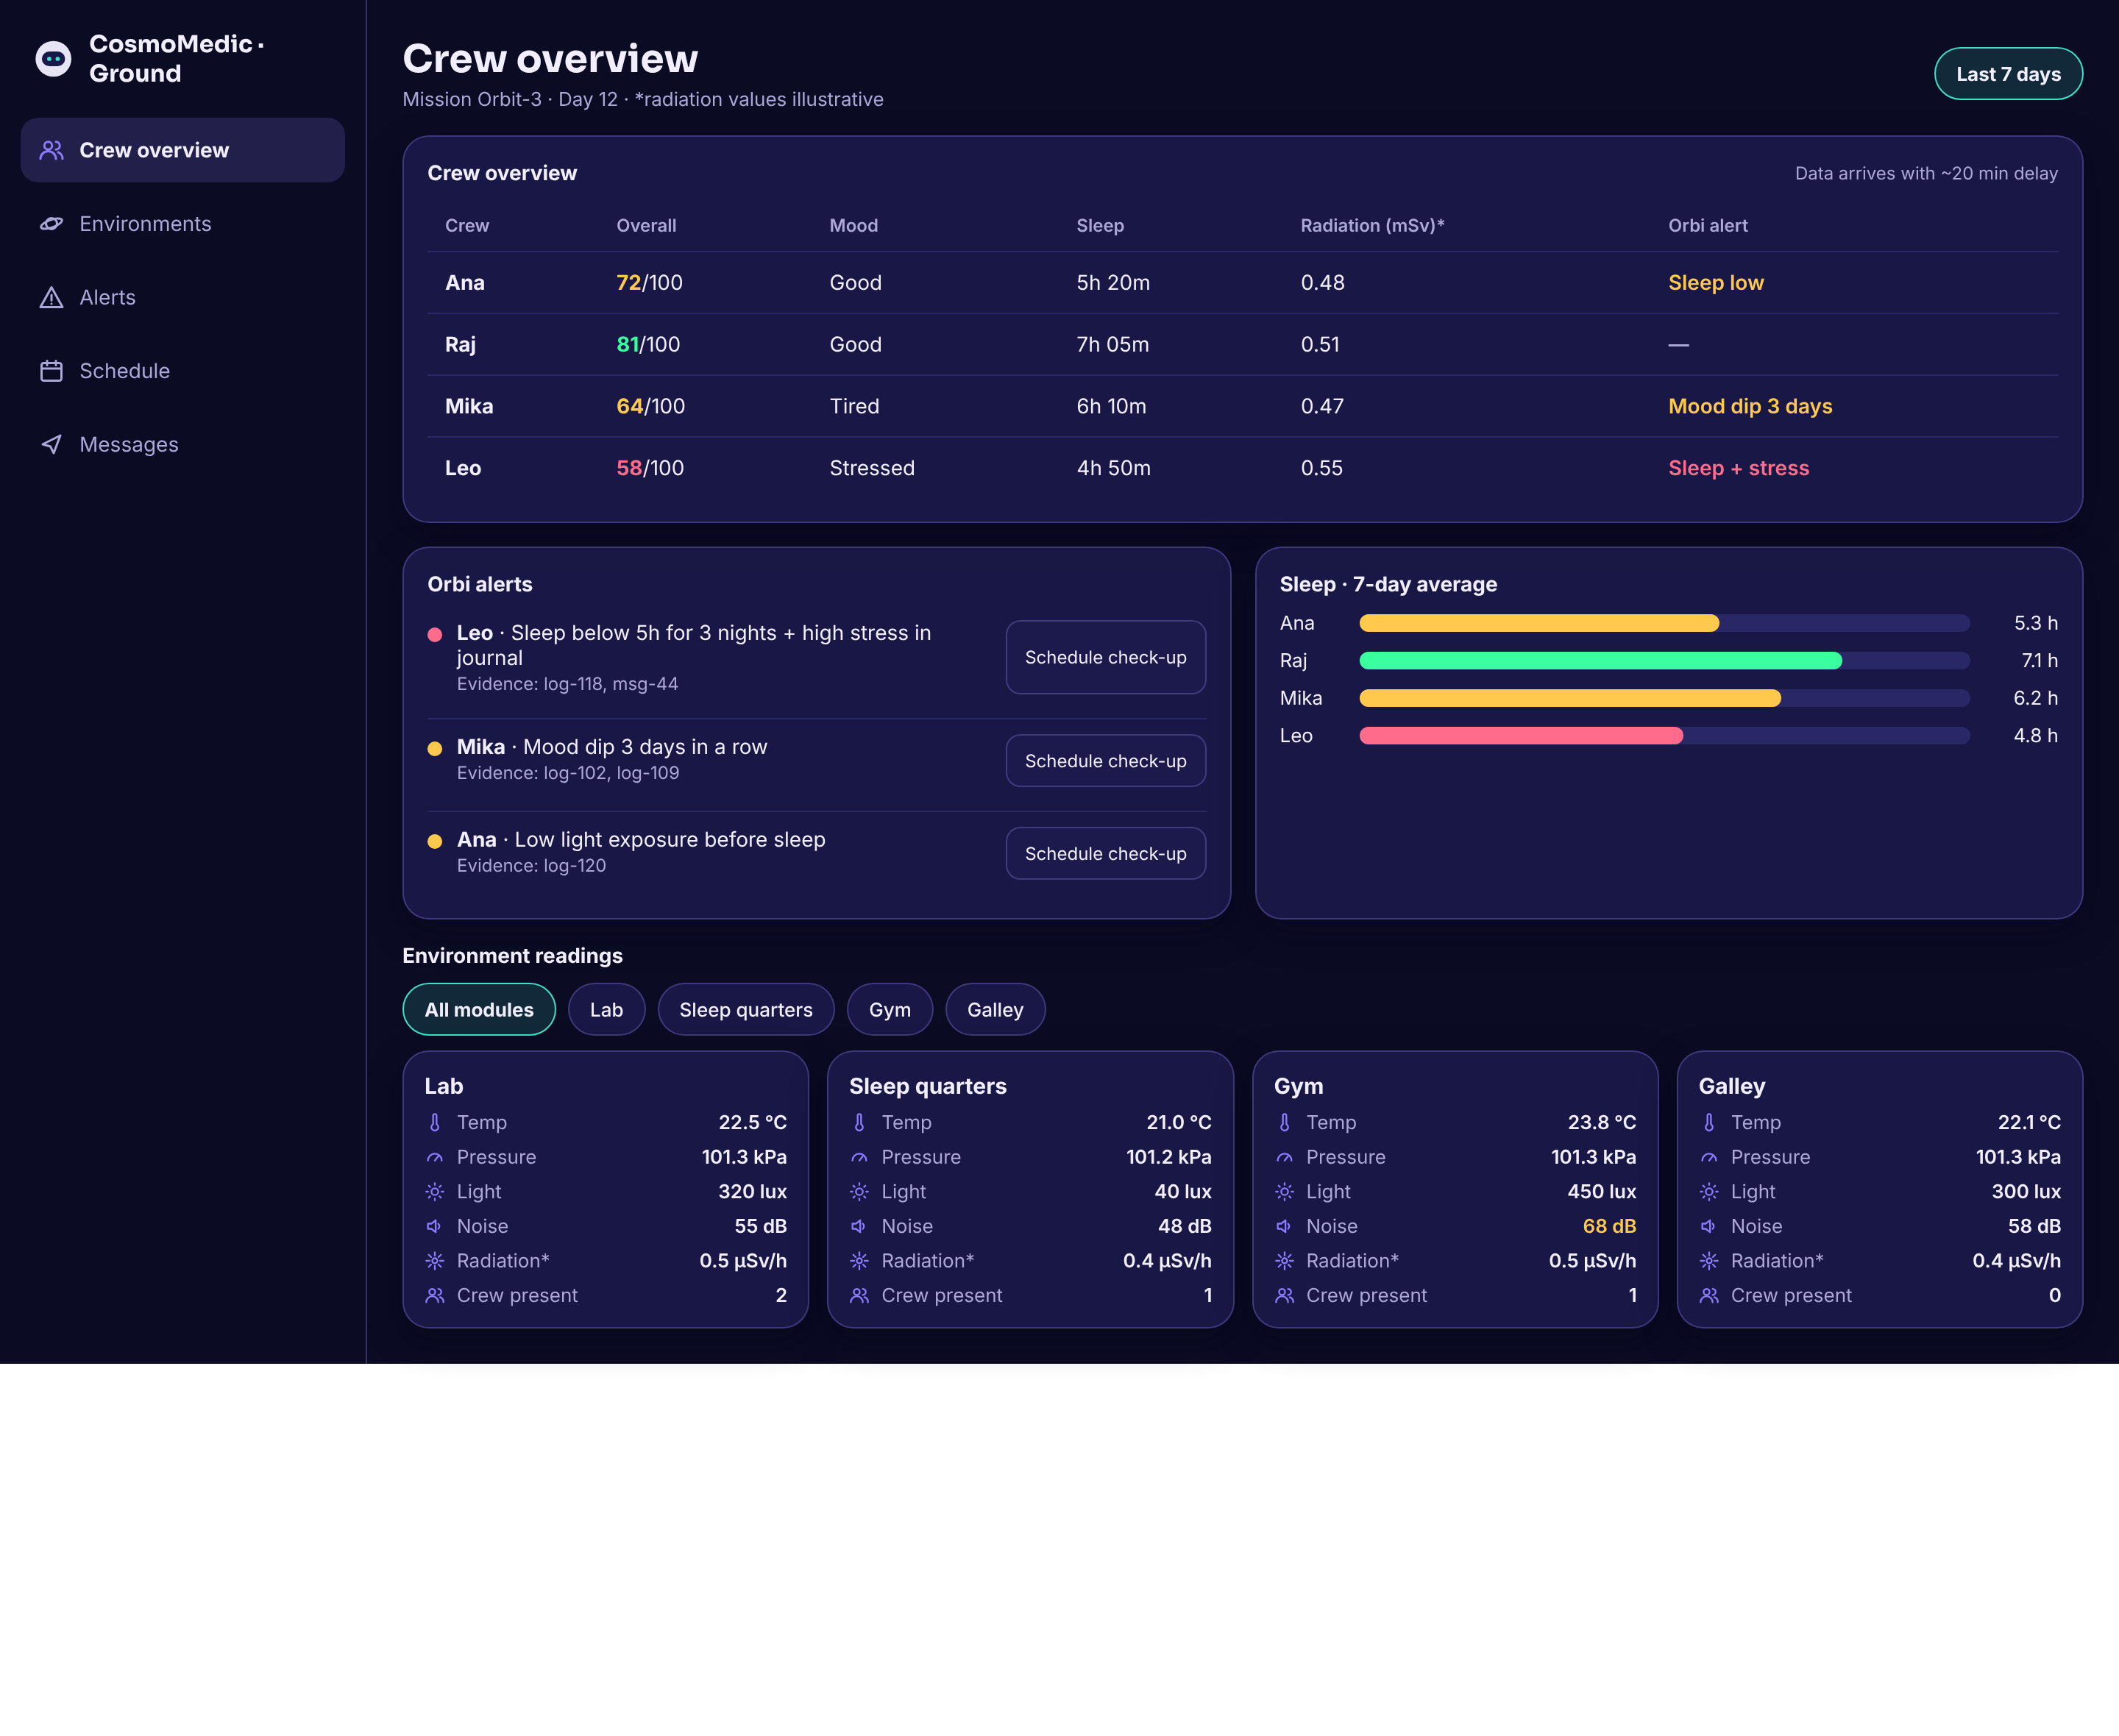 CosmoMedic ·
Ground
Crew overview
Environments
Alerts
Schedule
Messages
Crew overview
Mission Orbit-3 · Day 12 · *radiation values illustrative
Last 7 days
Crew overview
Data arrives with ~20 min delay
Crew Overall Mood Sleep Radiation (mSv)* Orbi alert
Ana 72/100 Good 5h 20m 0.48 Sleep low
Raj 81/100 Good 7h 05m 0.51 —
Mika 64/100 Tired 6h 10m 0.47 Mood dip 3 days
Leo 58/100 Stressed 4h 50m 0.55 Sleep + stress
Orbi alerts
Leo · Sleep below 5h for 3 nights + high stress in
journal
Evidence: log-118, msg-44
Schedule check-up
Mika · Mood dip 3 days in a row
Evidence: log-102, log-109
Schedule check-up
Ana · Low light exposure before sleep
Evidence: log-120
Schedule check-up
Sleep · 7-day average
Ana 5.3 h
Raj 7.1 h
Mika 6.2 h
Leo 4.8 h
Environment readings
All modules Lab Sleep quarters Gym Galley
Lab
Temp 22.5 °C
Pressure 101.3 kPa
Light 320 lux
Noise 55 dB
Radiation* 0.5 µSv/h
Crew present 2
Sleep quarters
Temp 21.0 °C
Pressure 101.2 kPa
Light 40 lux
Noise 48 dB
Radiation* 0.4 µSv/h
Crew present 1
Gym
Temp 23.8 °C
Pressure 101.3 kPa
Light 450 lux
Noise 68 dB
Radiation* 0.5 µSv/h
Crew present 1
Galley
Temp 22.1 °C
Pressure 101.3 kPa
Light 300 lux
Noise 58 dB
Radiation* 0.4 µSv/h
Crew present 0